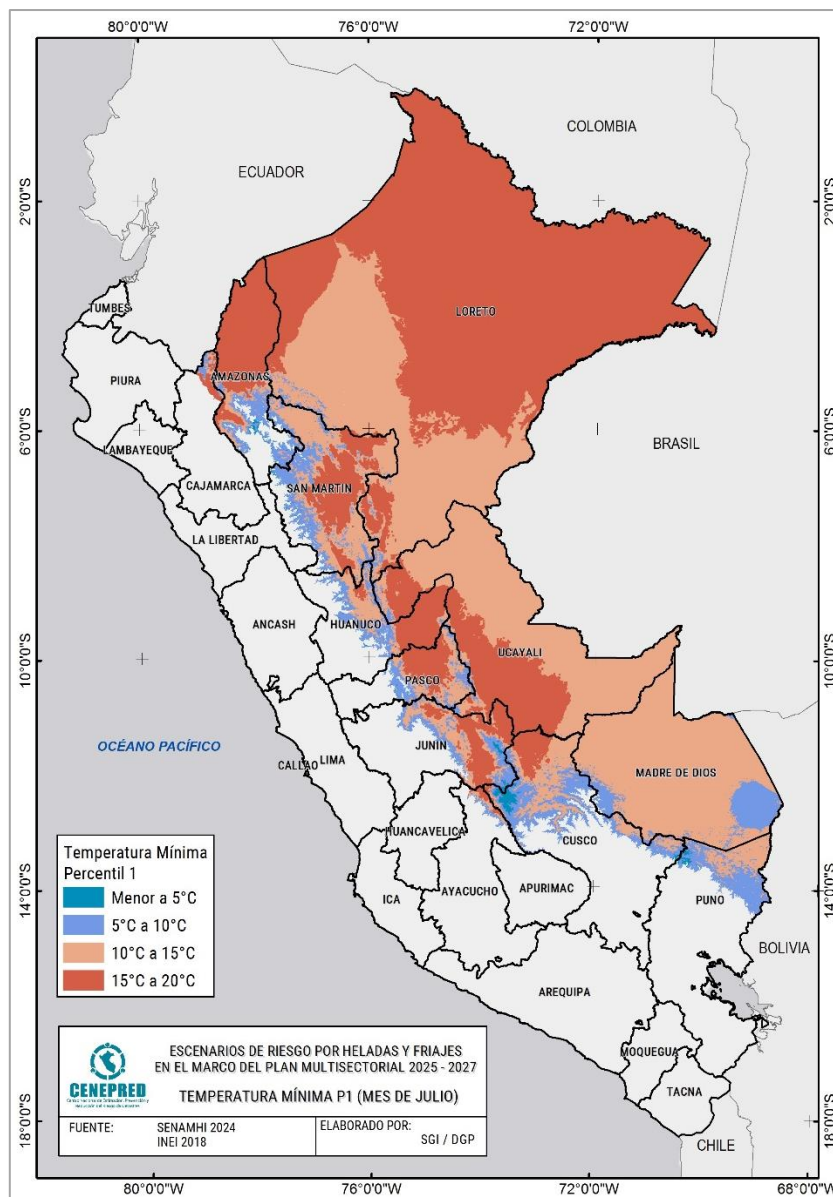 80°0'0"W
76°0'0"W
72°0'0"W
COLOMBIA
ECUADOR
2°0'0"S
2°0'0"S
LORETO
TUMBES
AMAZONAS
PIURA
6°0'0"S
6°0'0"S
BRASIL
LAMBAYEQUE
CAJAMARCA
SAN MARTIN
LA LIBERTAD
ANCASH
HUANUCO
UCAYALI
10°0'0"S
10°0'0"S
PASCO
OCÉANO PACÍFICO
JUNÍN
LIMA
CALLAO
MADRE DE DIOS
HUANCAVELICA
CUSCO
Temperatura Mínima
Percentil 1
Menor a 5°C
5°C a 10°C
10°C a 15°C
15°C a 20°C
ICA
AYACUCHO
APURIMAC
PUNO
14°0'0"S
14°0'0"S
BOLIVIA
AREQUIPA
MOQUEGUA
TACNA
CHILE
18°0'0"S
18°0'0"S
CENEPRED
ESCENARIOS DE RIESGO POR HELADAS Y FRIAJES
EN EL MARCO DEL PLAN MULTISECTORIAL 2025 - 2027
TEMPERATURA MÍNIMA P1 (MES DE JULIO)
FUENTE:
SENAMHI 2024
INEI 2018
ELABORADO POR:
SGI / DGP
80°0'0"W
76°0'0"W
72°0'0"W
68°0'0"W